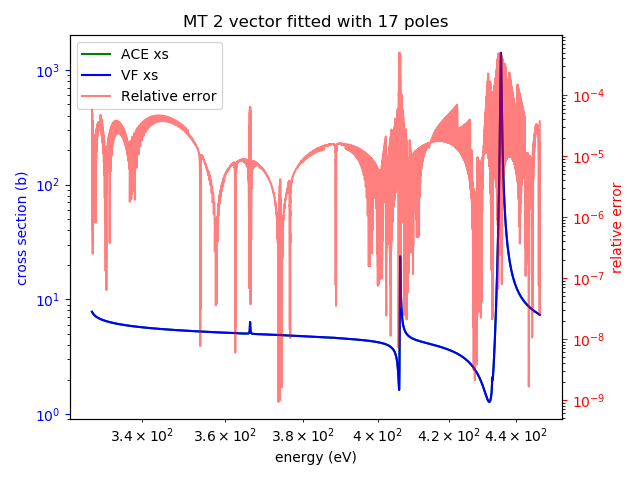 MT 2 vector fitted with 17 poles
ACE xs
VF xs
Relative error
10³
10²
10¹
10⁰
cross section (b)
10⁻⁴
10⁻⁵
10⁻⁶
10⁻⁷
10⁻⁸
10⁻⁹
relative error
3.4 × 10² 3.6 × 10² 3.8 × 10² 4 × 10² 4.2 × 10² 4.4 × 10²
energy (eV)